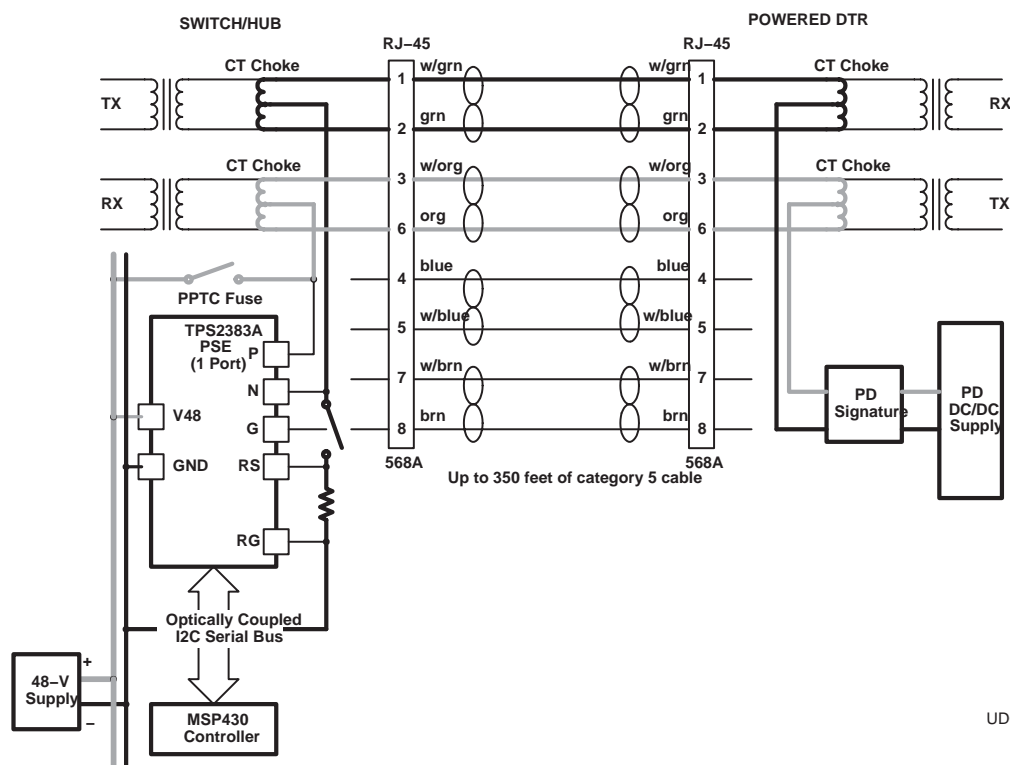 SWITCH/HUB
POWERED DTR
RJ–45
RJ–45
CT Choke
w/grn
1
w/grn
1
CT Choke
TX
RX
grn
2
grn
2
CT Choke
w/org
3
w/org
3
CT Choke
RX
TX
org
6
org
6
blue
4
blue
4
PPTC Fuse
w/blue
5
w/blue
5
TPS2383A
PSE
(1 Port)
P
N
w/brn
7
w/brn
7
V48
G
brn
8
brn
8
PD
Signature
PD
DC/DC
Supply
GND
RS
568A
568A
Up to 350 feet of category 5 cable
RG
Optically Coupled
I2C Serial Bus
+
48–V
Supply
–
MSP430
Controller
UD